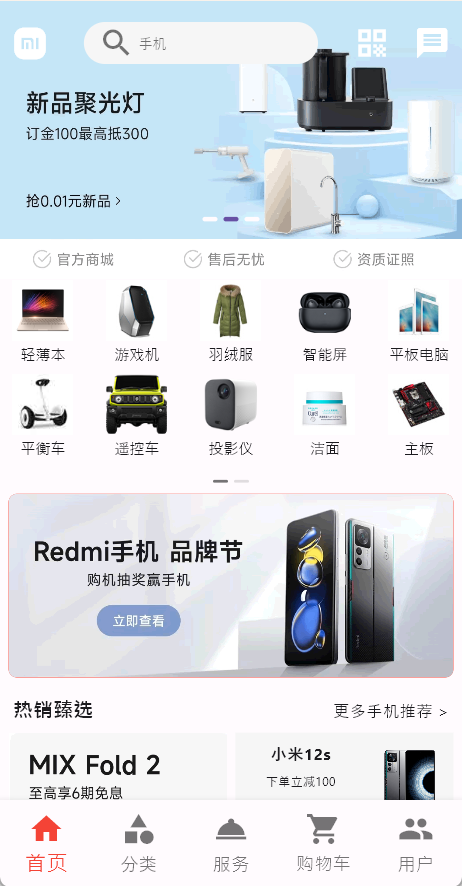 mi
手机
新品聚光灯
订金100最高抵300
抢0.01元新品 >
官方商城 售后无忧 资质证照
轻薄本 游戏机 羽绒服 智能屏 平板电脑
平衡车 遥控车 投影仪 洁面 主板
Redmi手机 品牌节
购机抽奖赢手机
立即查看
热销臻选 更多手机推荐 >
MIX Fold 2
至高享6期免息
小米12s
下单立减100
首页 分类 服务 购物车 用户